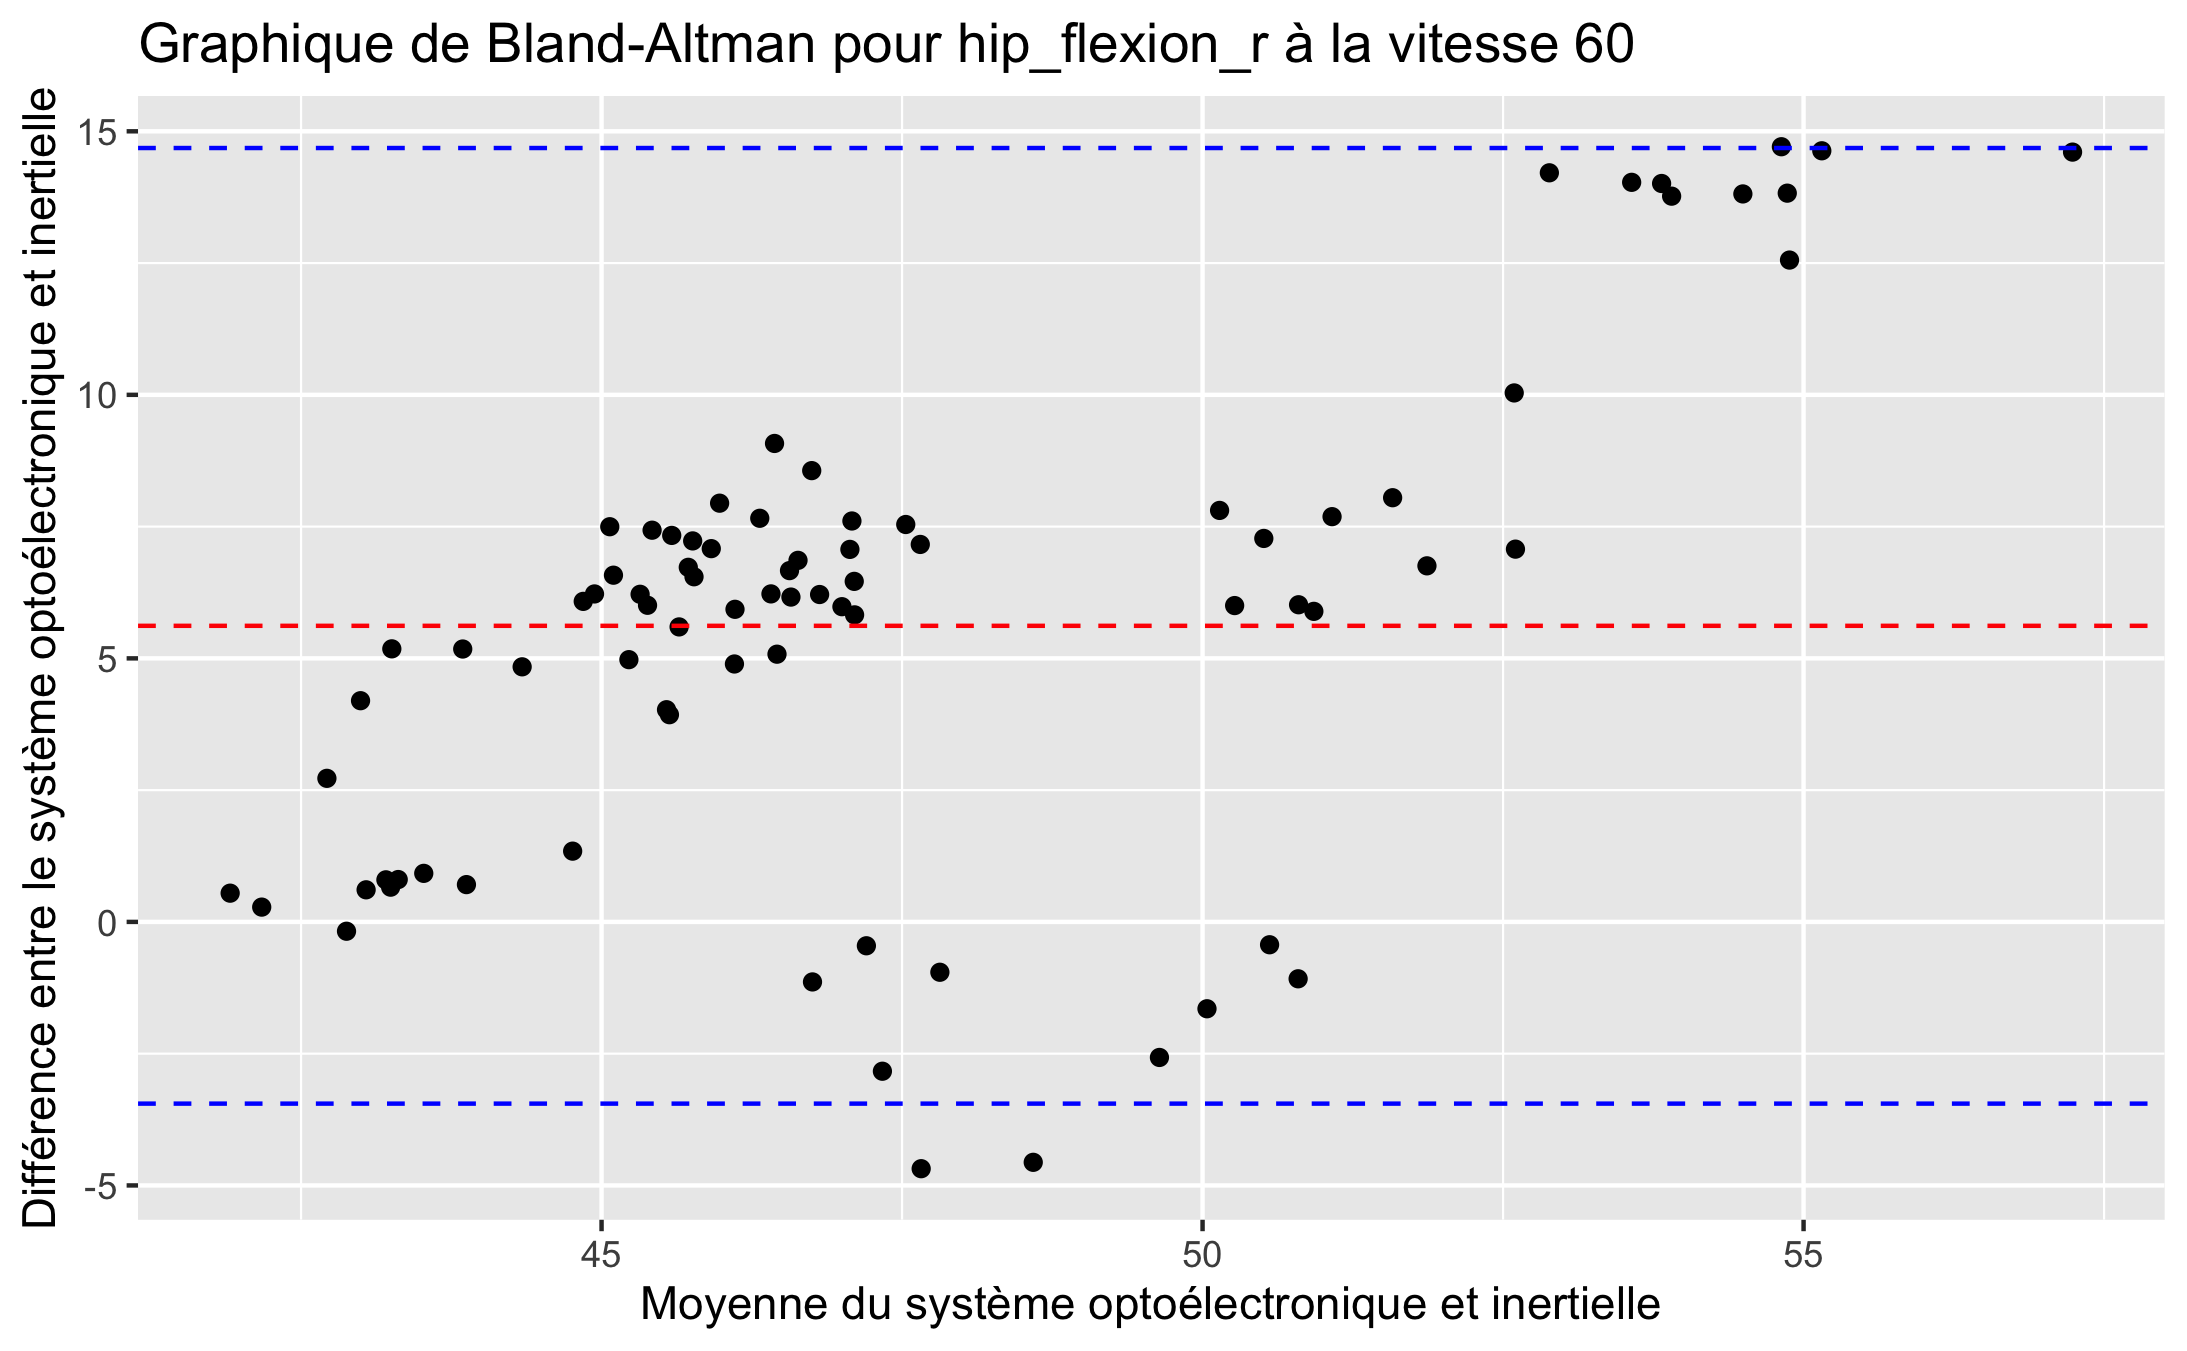 Graphique de Bland-Altman pour hip_flexion_r à la vitesse 60
Différence entre le système optoélectronique et inertielle
15
10
5
0
-5
45
50
55
Moyenne du système optoélectronique et inertielle